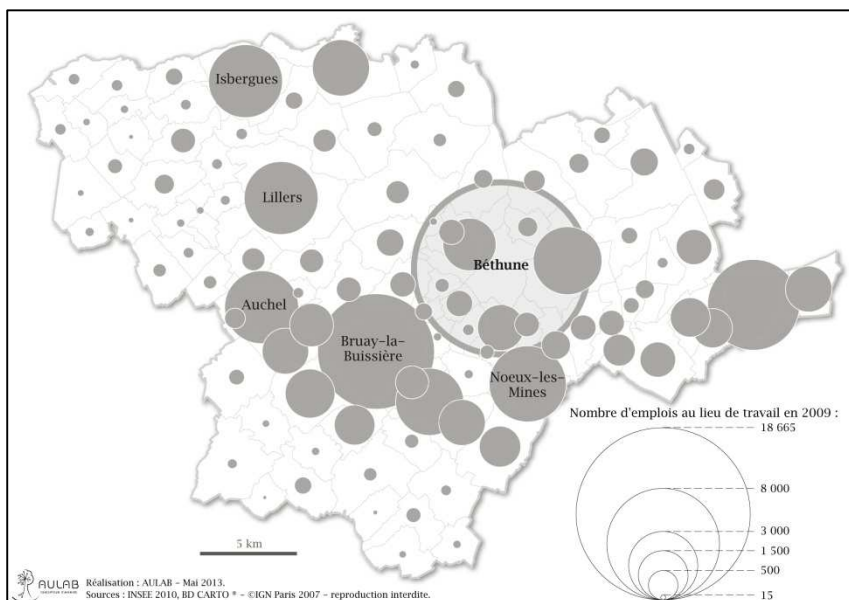 Isbergues
Lillers
Béthune
Auchel
Bruay-la-
Buissière
Noeux-les-
Mines
Nombre d'emplois au lieu de travail en 2009 :
18 665
8 000
3 000
1 500
500
15
5 km
AULAB
Réalisation : AULAB - Mai 2013.
Sources : INSEE 2010, BD CARTO ® - ©IGN Paris 2007 - reproduction interdite.